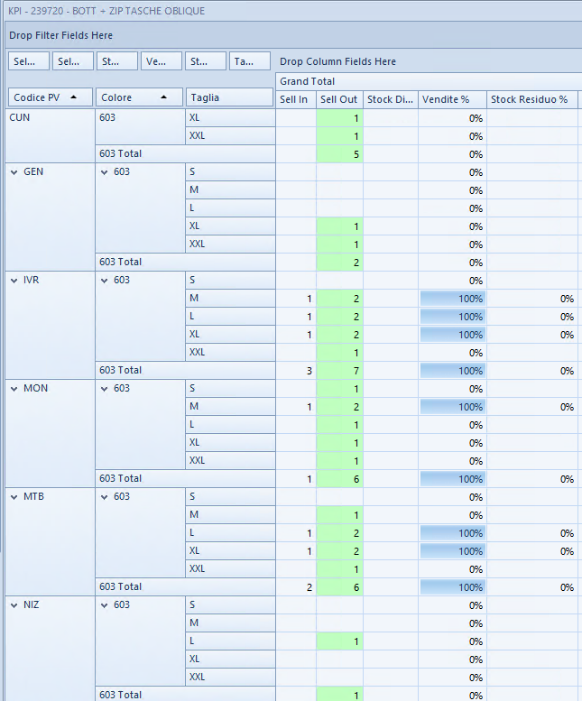 KPI - 239720 - BOTT + ZIP TASCHE OBLIQUE
Drop Filter Fields Here
Sel... Sel... St... Ve... St... Ta... Drop Column Fields Here
Grand Total
Codice PV Colore Taglia Sell In Sell Out Stock Di... Vendite % Stock Residuo %
CUN 603 XL 1 0%
XXL 1 0%
603 Total 5 0%
GEN 603 S 0%
M 0%
L 0%
XL 1 0%
XXL 1 0%
603 Total 2 0%
IVR 603 S 0%
M 1 2 100% 0%
L 1 2 100% 0%
XL 1 2 100% 0%
XXL 1 0%
603 Total 3 7 100% 0%
MON 603 S 1 0%
M 1 2 100% 0%
L 1 0%
XL 1 0%
XXL 1 0%
603 Total 1 6 100% 0%
MTB 603 S 0%
M 1 0%
L 1 2 100% 0%
XL 1 2 100% 0%
XXL 1 0%
603 Total 2 6 100% 0%
NIZ 603 S 0%
M 0%
L 1 0%
XL 0%
XXL 0%
603 Total 1 0%